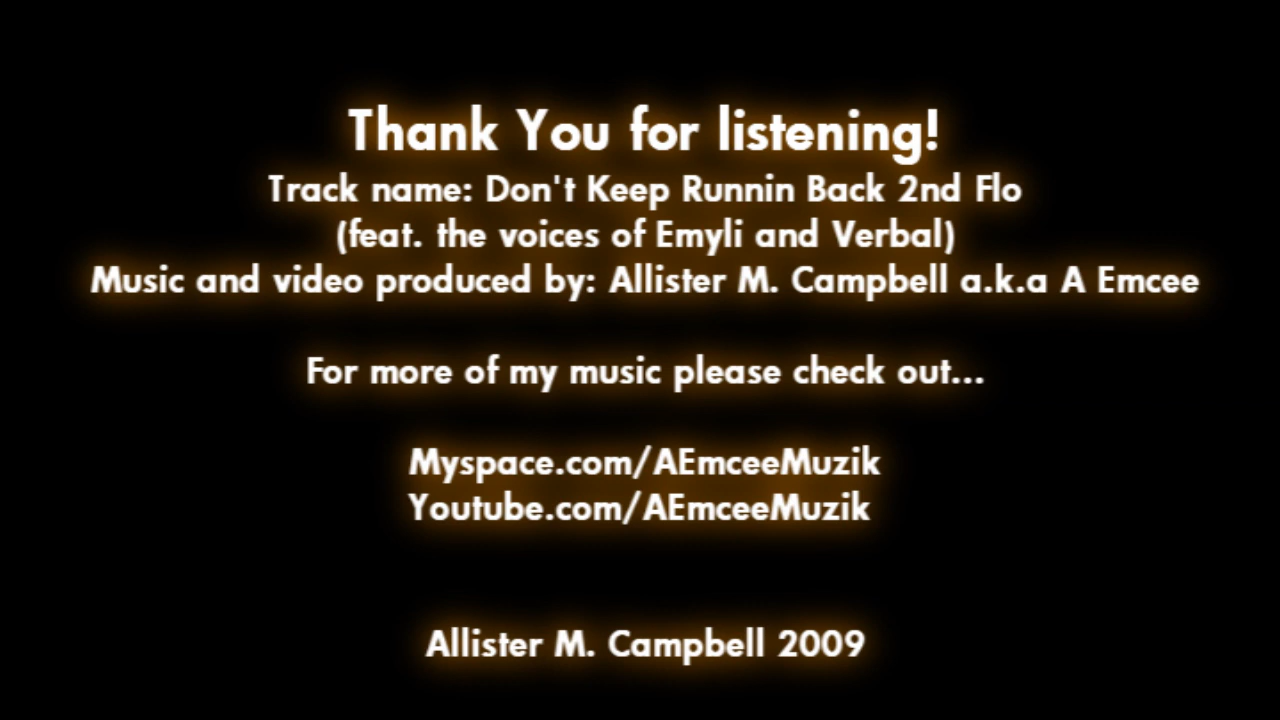 Thank You for listening!
Track name: Don't Keep Runnin Back 2nd Flo
(feat. the voices of Emyli and Verbal)
Music and video produced by: Allister M. Campbell a.k.a A Emcee
For more of my music please check out...
Myspace.com/AEmceeMuzik
Youtube.com/AEmceeMuzik
Allister M. Campbell 2009